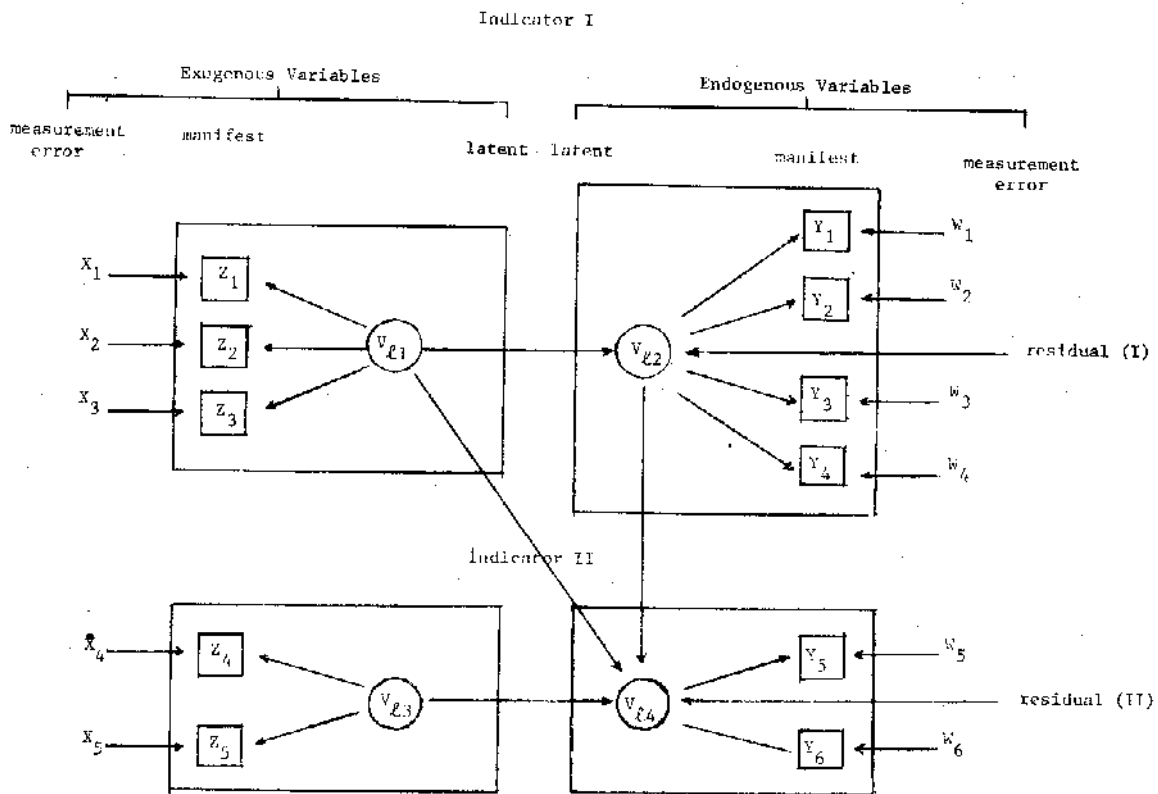 Indicator I
Exogenous Variables
Endogenous Variables
measurement error
manifest
latent latent
manifest
measurement error
X1
Z1
X2
Z2
X3
Z3
Vℓ1
Vℓ2
Y1
W1
Y2
W2
residual (I)
Y3
W3
Y4
W4
indicator II
X4
Z4
X5
Z5
Vℓ3
Vℓ4
Y5
W5
residual (II)
Y6
W6